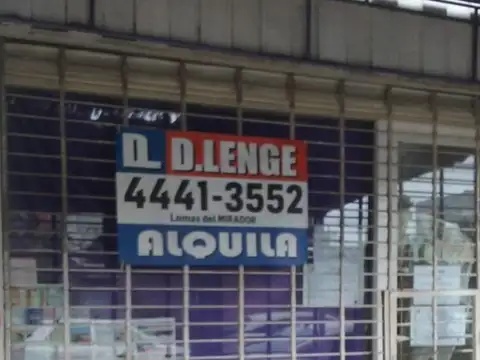 D. D.LENGE
4441-3552
Lomas del MIRADOR
ALQUILA